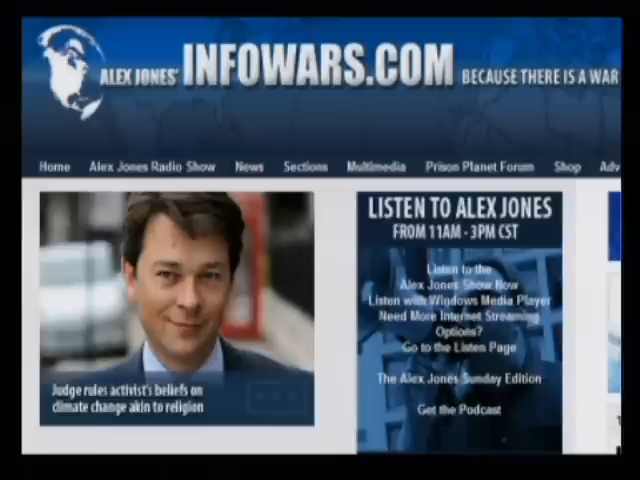 ALEX JONES' INFOWARS.COM BECAUSE THERE IS A WAR
Home Alex Jones Radio Show News Sections Multimedia Prison Planet Forum Shop Adv
LISTEN TO ALEX JONES
FROM 11AM - 3PM CST
Listen to the
Alex Jones Show Now
Listen with Windows Media Player
Need More Internet Streaming
Options?
Go to the Listen Page
The Alex Jones Sunday Edition
Get the Podcast
Judge rules activist's beliefs on
climate change akin to religion